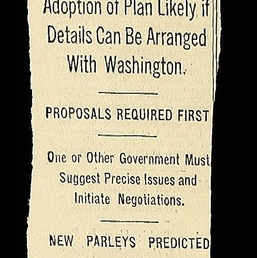 Adoption of Plan Likely, if
Details Can Be Arranged
With Washington.
PROPOSALS REQUIRED FIRST
One or Other Government Must
Suggest Precise Issues and
Initiate Negotiations.
NEW PARLEYS PREDICTED